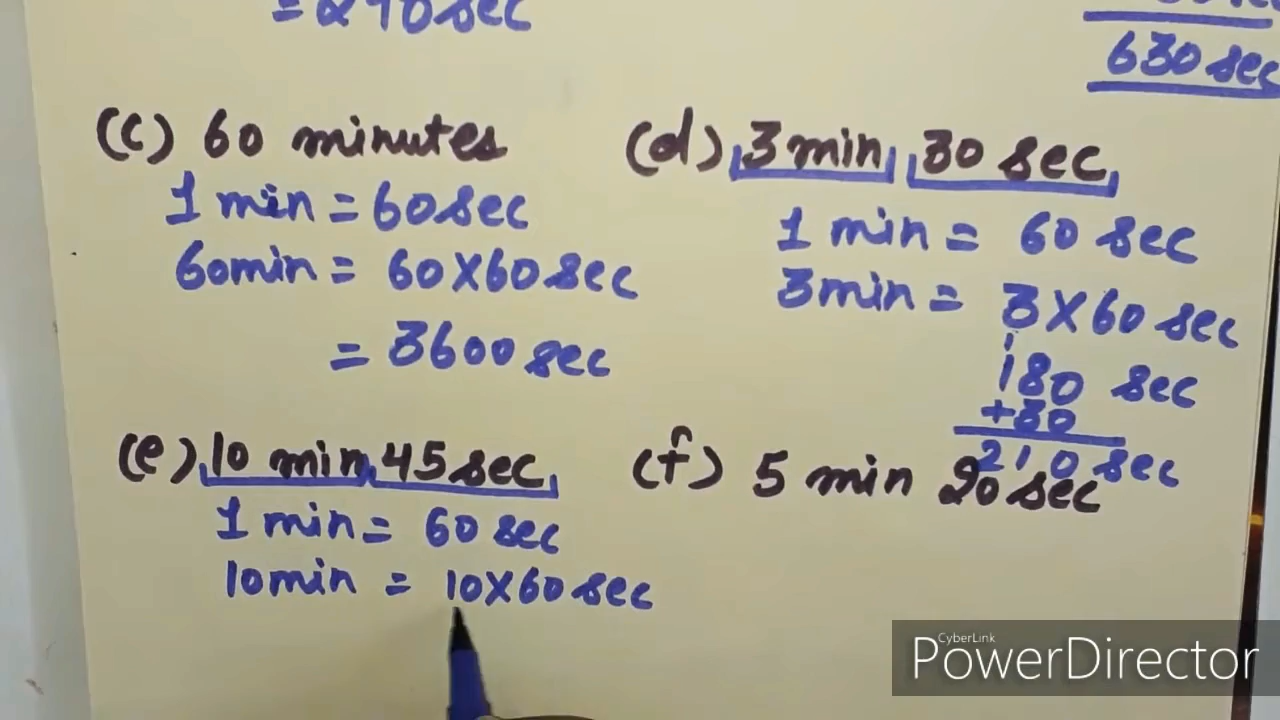 sec
630 sec
(c) 60 minutes
1 min = 60 sec
60 min = 60 X 60 sec
= 3600 sec
(d) 3 min 30 sec
1 min = 60 sec
3 min = 3 X 60 sec
180 sec
+30
210 sec
(e) 10 min 45 sec
1 min = 60 sec
10 min = 10 X 60 sec
(f) 5 min 20 sec
CyberLink
PowerDirector